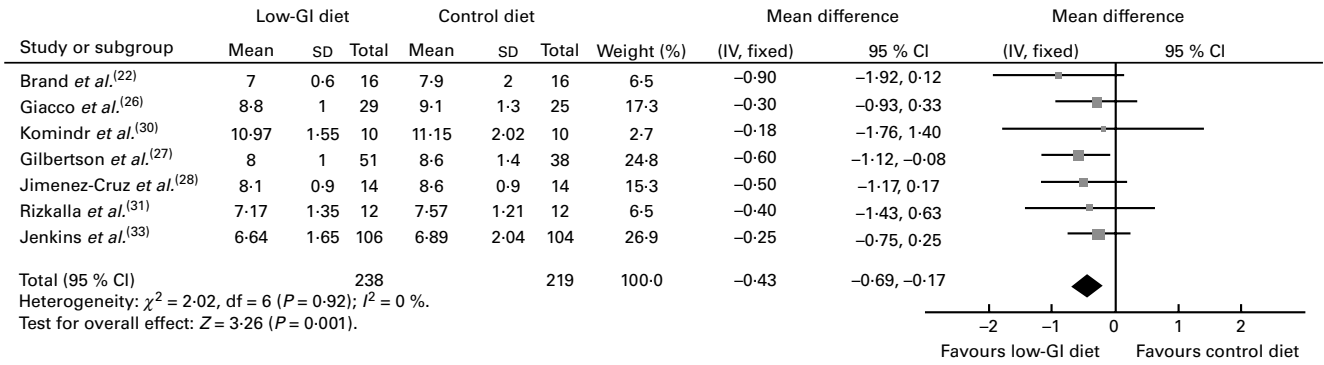 Low-GI diet Control diet Mean difference Mean difference
Study or subgroup Mean SD Total Mean SD Total Weight (%) (IV, fixed) 95 % CI (IV, fixed) 95 % CI
Brand et al.(22) 7 0·6 16 7·9 2 16 6·5 –0·90 –1·92, 0·12
Giacco et al.(26) 8·8 1 29 9·1 1·3 25 17·3 –0·30 –0·93, 0·33
Komindr et al.(30) 10·97 1·55 10 11·15 2·02 10 2·7 –0·18 –1·76, 1·40
Gilbertson et al.(27) 8 1 51 8·6 1·4 38 24·8 –0·60 –1·12, –0·08
Jimenez-Cruz et al.(28) 8·1 0·9 14 8·6 0·9 14 15·3 –0·50 –1·17, 0·17
Rizkalla et al.(31) 7·17 1·35 12 7·57 1·21 12 6·5 –0·40 –1·43, 0·63
Jenkins et al.(33) 6·64 1·65 106 6·89 2·04 104 26·9 –0·25 –0·75, 0·25
Total (95 % CI) 238 219 100·0 –0·43 –0·69, –0·17
Heterogeneity: χ² = 2·02, df = 6 (P = 0·92); I² = 0 %.
Test for overall effect: Z = 3·26 (P = 0·001).
–2 –1 0 1 2
Favours low-GI diet Favours control diet